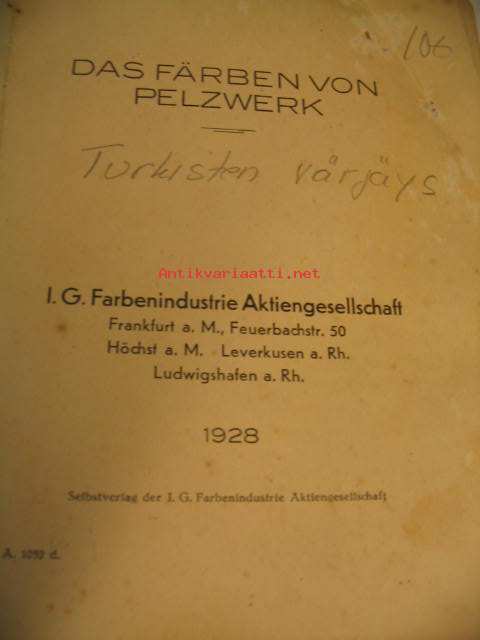 106
DAS FÄRBEN VON
PELZWERK
Turkisten värjäys
Antikvariaatti.net
I. G. Farbenindustrie Aktiengesellschaft
Frankfurt a. M., Feuerbachstr. 50
Höchst a. M. Leverkusen a. Rh.
Ludwigshafen a. Rh.
1928
Selbstverlag der I. G. Farbenindustrie Aktiengesellschaft
A. 1059 d.